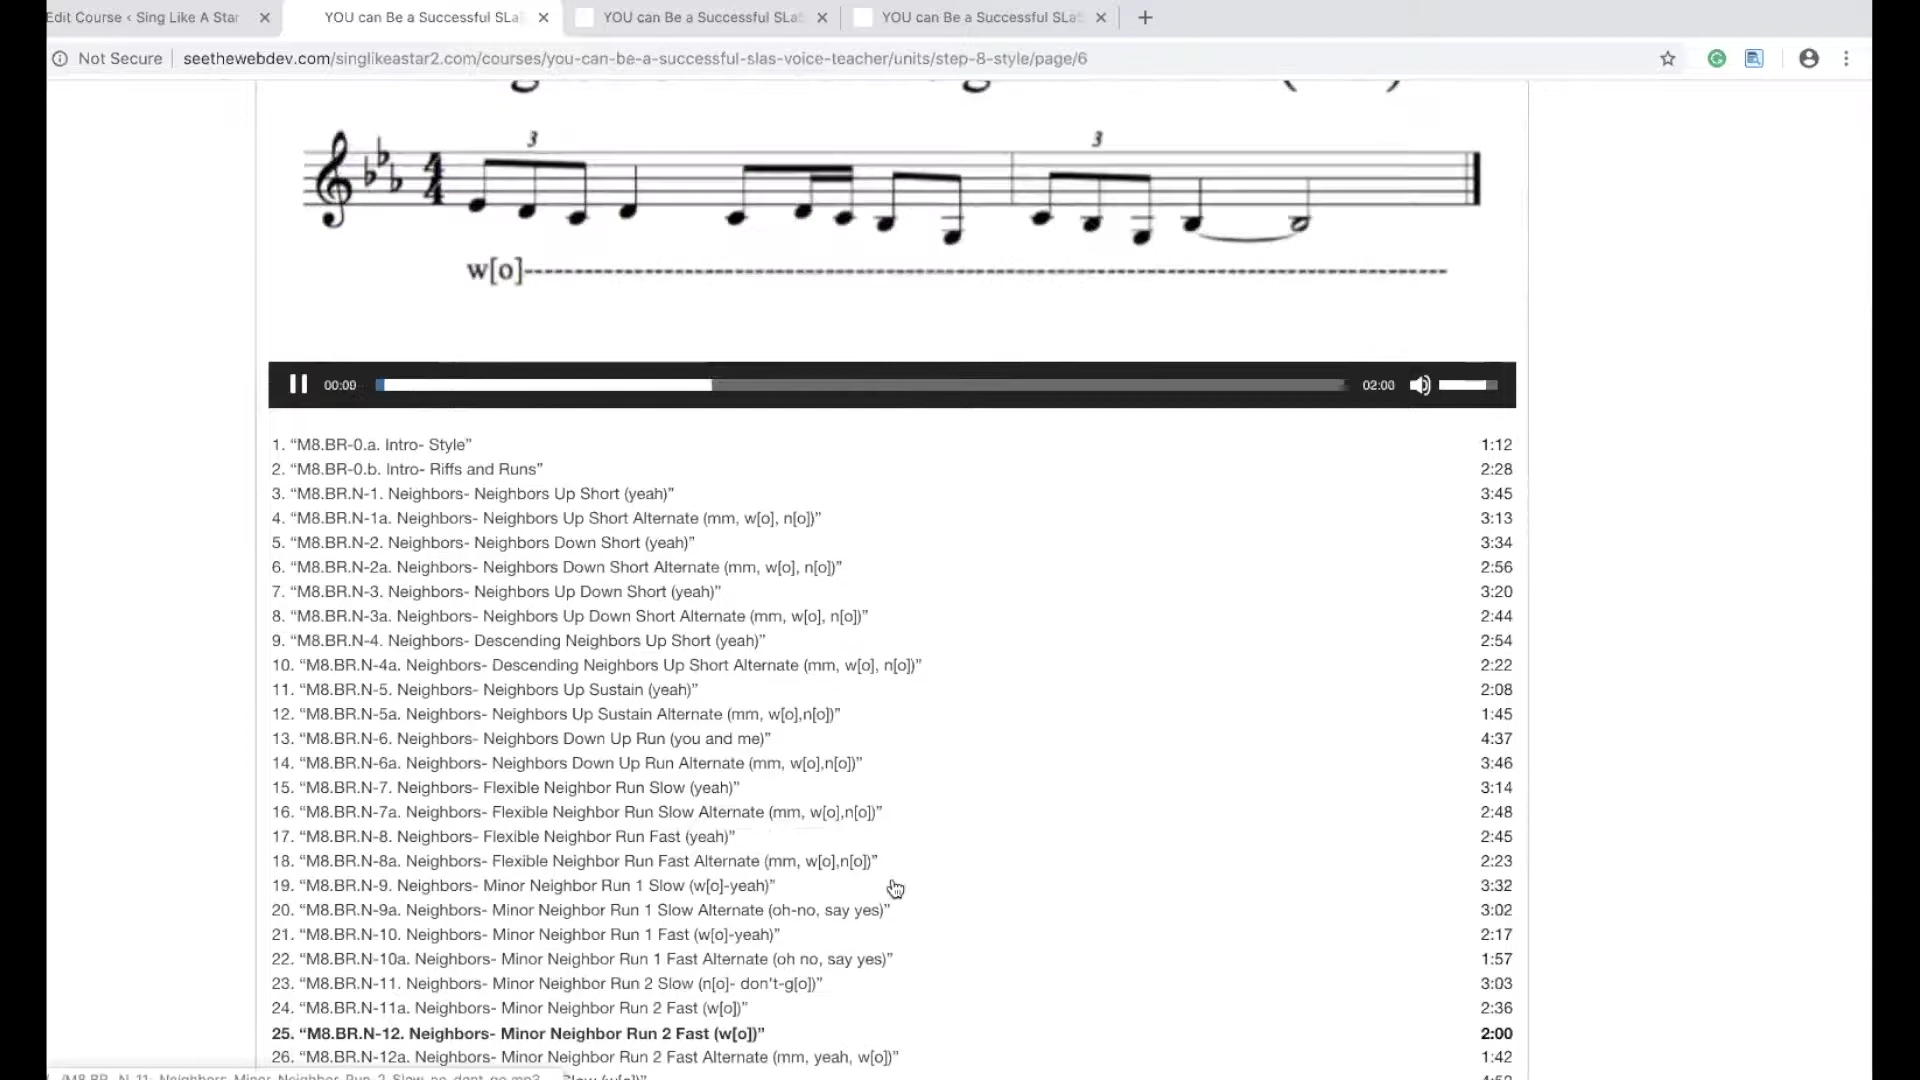 Edit Course ‹ Sing Like A Star
YOU can Be a Successful SLa
YOU can Be a Successful SLa
YOU can Be a Successful SLa
Not Secure
seethewebdev.com/singlikeastar2.com/courses/you-can-be-a-successful-slas-voice-teacher/units/step-8-style/page/6
3
3
4
4
w[o]
00:09
02:00
1. “M8.BR-0.a. Intro- Style” 1:12
2. “M8.BR-0.b. Intro- Riffs and Runs” 2:28
3. “M8.BR.N-1. Neighbors- Neighbors Up Short (yeah)” 3:45
4. “M8.BR.N-1a. Neighbors- Neighbors Up Short Alternate (mm, w[o], n[o])” 3:13
5. “M8.BR.N-2. Neighbors- Neighbors Down Short (yeah)” 3:34
6. “M8.BR.N-2a. Neighbors- Neighbors Down Short Alternate (mm, w[o], n[o])” 2:56
7. “M8.BR.N-3. Neighbors- Neighbors Up Down Short (yeah)” 3:20
8. “M8.BR.N-3a. Neighbors- Neighbors Up Down Short Alternate (mm, w[o], n[o])” 2:44
9. “M8.BR.N-4. Neighbors- Descending Neighbors Up Short (yeah)” 2:54
10. “M8.BR.N-4a. Neighbors- Descending Neighbors Up Short Alternate (mm, w[o], n[o])” 2:22
11. “M8.BR.N-5. Neighbors- Neighbors Up Sustain (yeah)” 2:08
12. “M8.BR.N-5a. Neighbors- Neighbors Up Sustain Alternate (mm, w[o],n[o])” 1:45
13. “M8.BR.N-6. Neighbors- Neighbors Down Up Run (you and me)” 4:37
14. “M8.BR.N-6a. Neighbors- Neighbors Down Up Run Alternate (mm, w[o],n[o])” 3:46
15. “M8.BR.N-7. Neighbors- Flexible Neighbor Run Slow (yeah)” 3:14
16. “M8.BR.N-7a. Neighbors- Flexible Neighbor Run Slow Alternate (mm, w[o],n[o])” 2:48
17. “M8.BR.N-8. Neighbors- Flexible Neighbor Run Fast (yeah)” 2:45
18. “M8.BR.N-8a. Neighbors- Flexible Neighbor Run Fast Alternate (mm, w[o],n[o])” 2:23
19. “M8.BR.N-9. Neighbors- Minor Neighbor Run 1 Slow (w[o]-yeah)” 3:32
20. “M8.BR.N-9a. Neighbors- Minor Neighbor Run 1 Slow Alternate (oh-no, say yes)” 3:02
21. “M8.BR.N-10. Neighbors- Minor Neighbor Run 1 Fast (w[o]-yeah)” 2:17
22. “M8.BR.N-10a. Neighbors- Minor Neighbor Run 1 Fast Alternate (oh no, say yes)” 1:57
23. “M8.BR.N-11. Neighbors- Minor Neighbor Run 2 Slow (n[o]- don't-g[o])” 3:03
24. “M8.BR.N-11a. Neighbors- Minor Neighbor Run 2 Fast (w[o])” 2:36
25. “M8.BR.N-12. Neighbors- Minor Neighbor Run 2 Fast (w[o])” 2:00
26. “M8.BR.N-12a. Neighbors- Minor Neighbor Run 2 Fast Alternate (mm, yeah, w[o])” 1:42